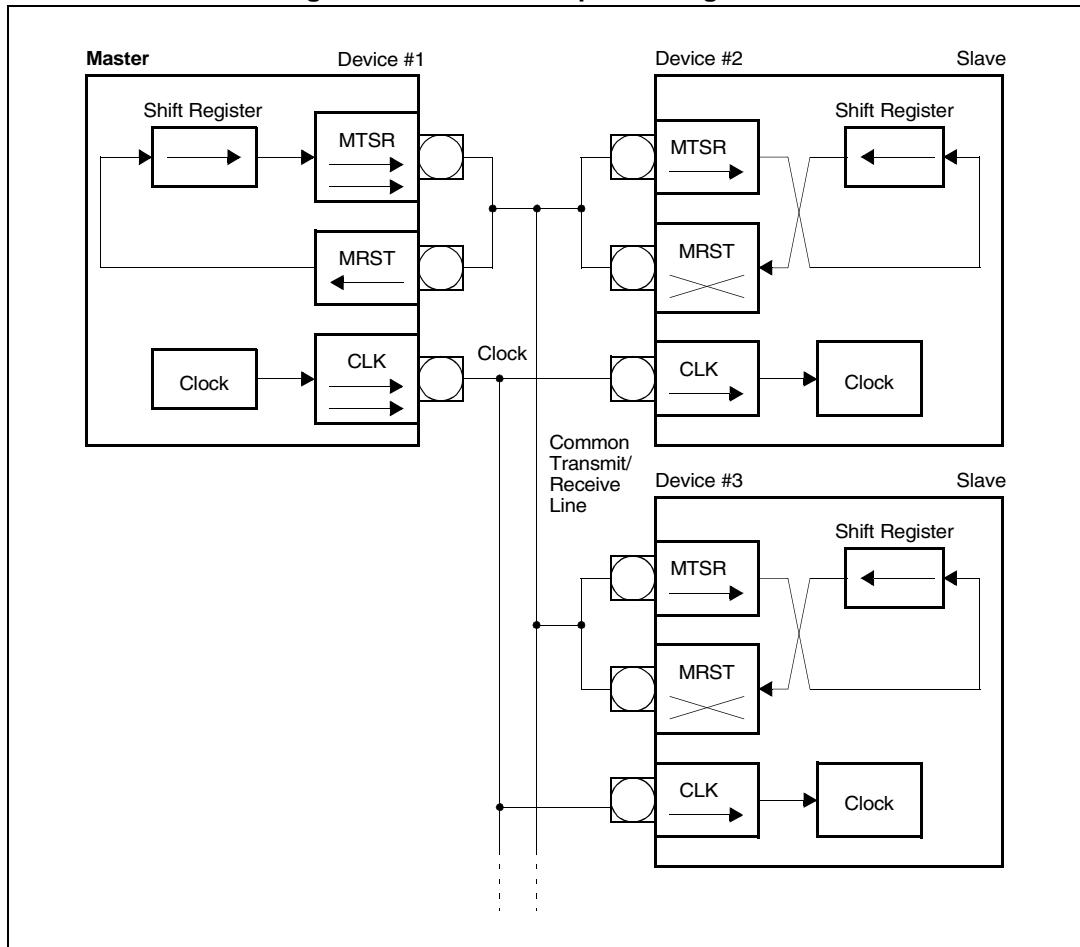 Master Device #1
Shift Register
MTSR
MRST
CLK
Clock
Clock
Common
Transmit/
Receive
Line
Device #2 Slave
Shift Register
MTSR
MRST
CLK
Clock
Device #3 Slave
Shift Register
MTSR
MRST
CLK
Clock